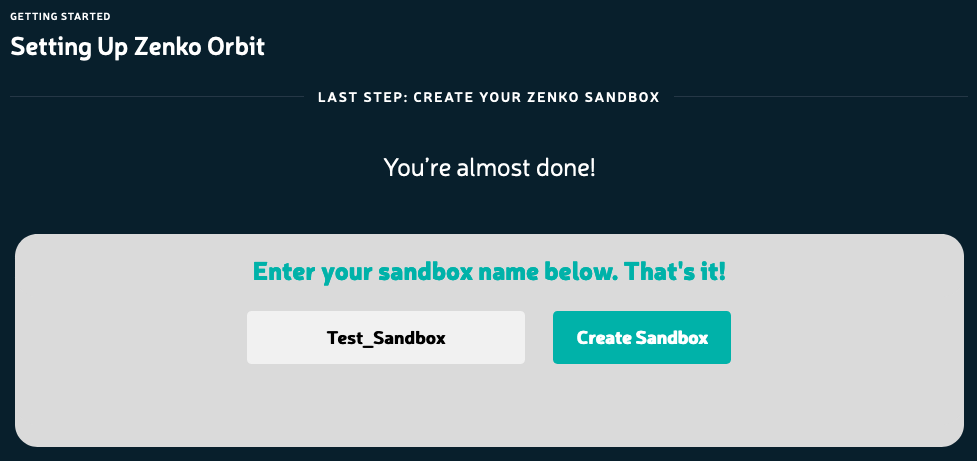 GETTING STARTED
Setting Up Zenko Orbit
LAST STEP: CREATE YOUR ZENKO SANDBOX
You're almost done!
Enter your sandbox name below. That's it!
Test_Sandbox
Create Sandbox